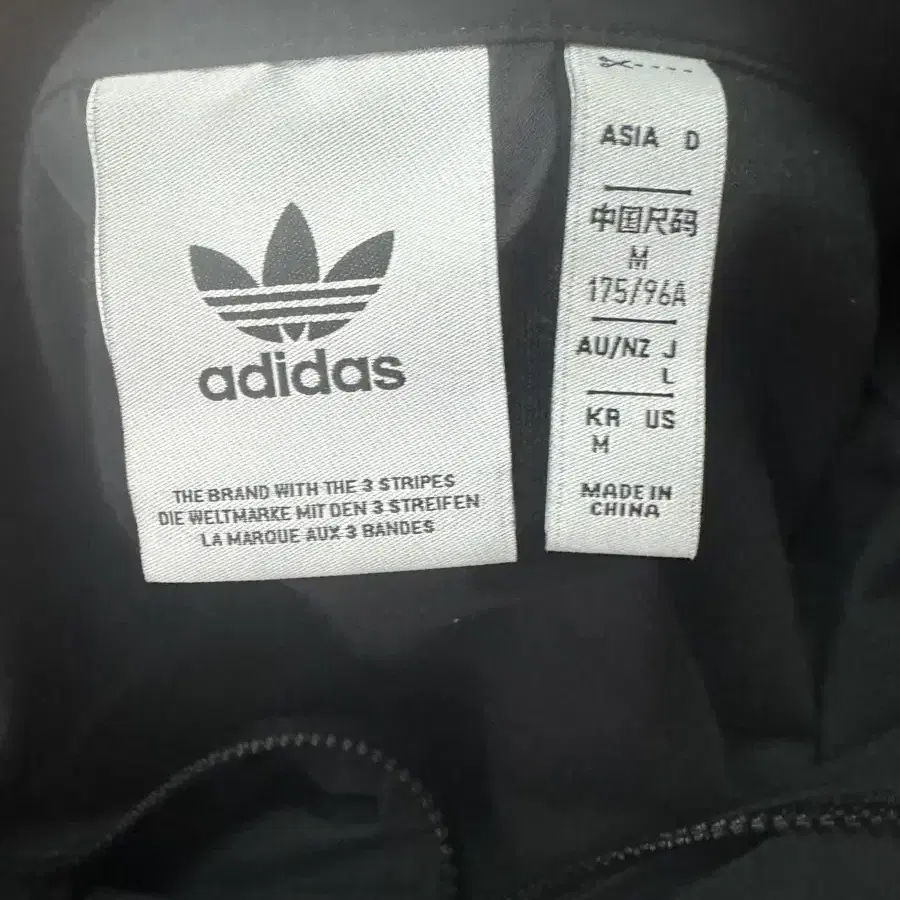 adidas
THE BRAND WITH THE 3 STRIPES
DIE WELTMARKE MIT DEN 3 STREIFEN
LA MARQUE AUX 3 BANDES
ASIA D
中国尺码
M
175/96A
AU/NZ J
L
KR US
M
MADE IN
CHINA